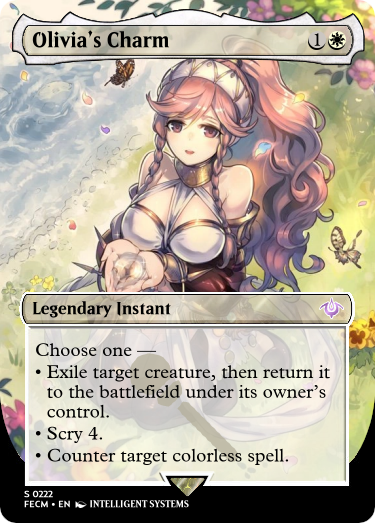 Olivia's Charm 1
Legendary Instant
Choose one —
• Exile target creature, then return it
to the battlefield under its owner's
control.
• Scry 4.
• Counter target colorless spell.
S 0222
FECM • EN INTELLIGENT SYSTEMS